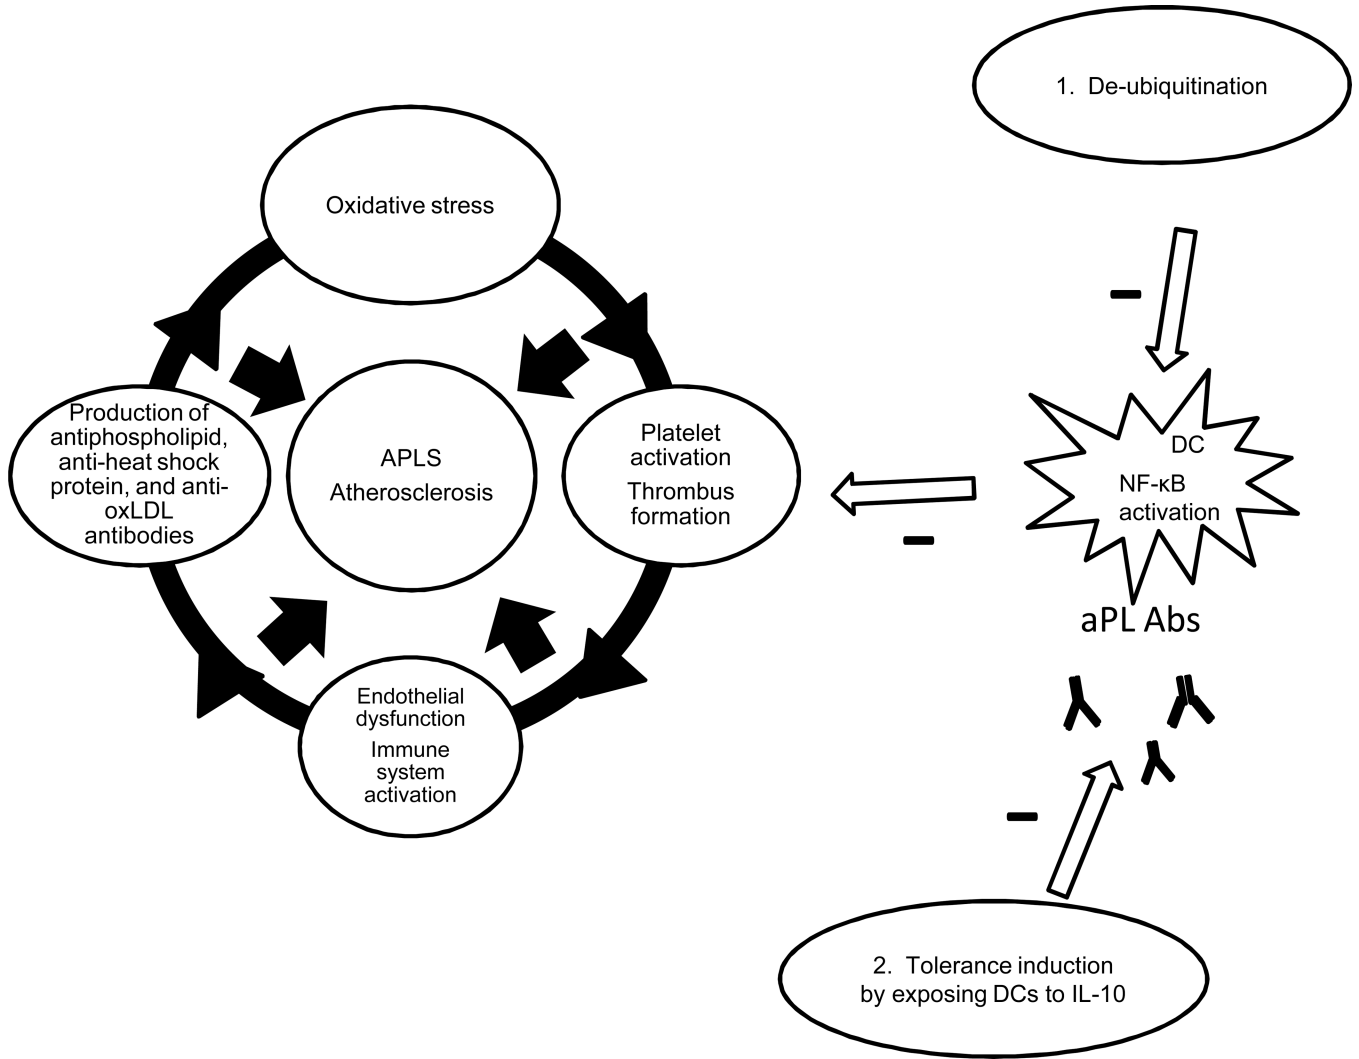 1. De-ubiquitination
Oxidative stress
Production of
antiphospholipid,
anti-heat shock
protein, and anti-
oxLDL
antibodies
APLS
Atherosclerosis
Platelet
activation
Thrombus
formation
Endothelial
dysfunction
Immune
system
activation
DC
NF-κB
activation
aPL Abs
2. Tolerance induction
by exposing DCs to IL-10